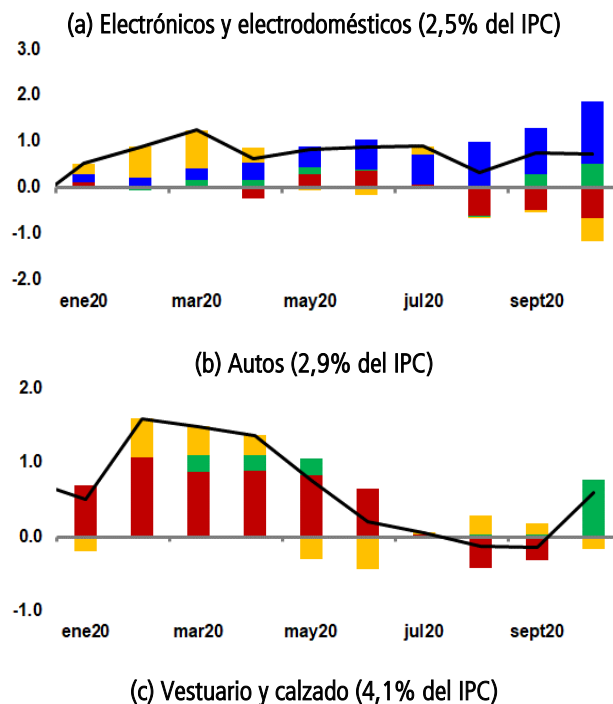 (a) Electrónicos y electrodomésticos (2,5% del IPC)
3.0
2.0
1.0
0.0
-1.0
-2.0
ene20 mar20 may20 jul20 sept20
(b) Autos (2,9% del IPC)
2.0
1.0
0.0
-1.0
ene20 mar20 may20 jul20 sept20
(c) Vestuario y calzado (4,1% del IPC)